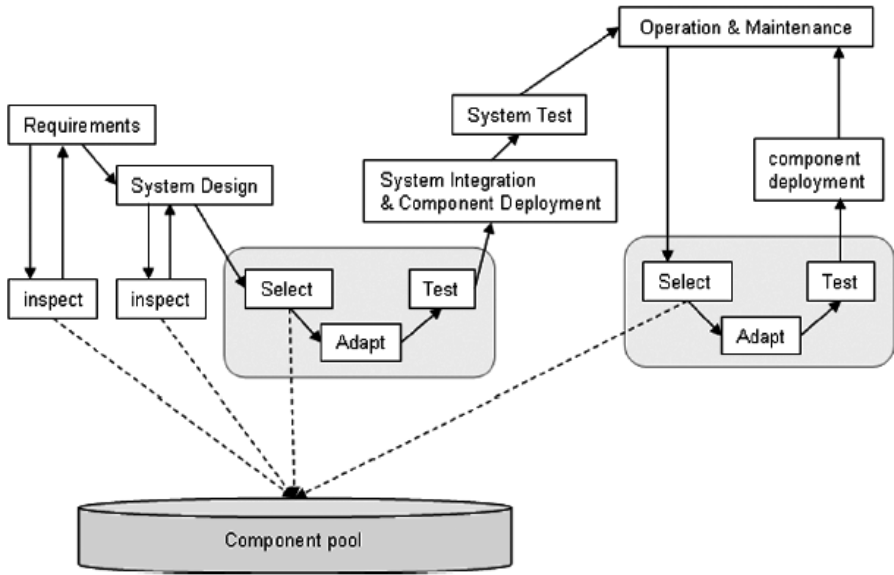 Operation & Maintenance
System Test
Requirements
System Design
System Integration
& Component Deployment
component
deployment
inspect
inspect
Select
Test
Adapt
Select
Test
Adapt
Component pool